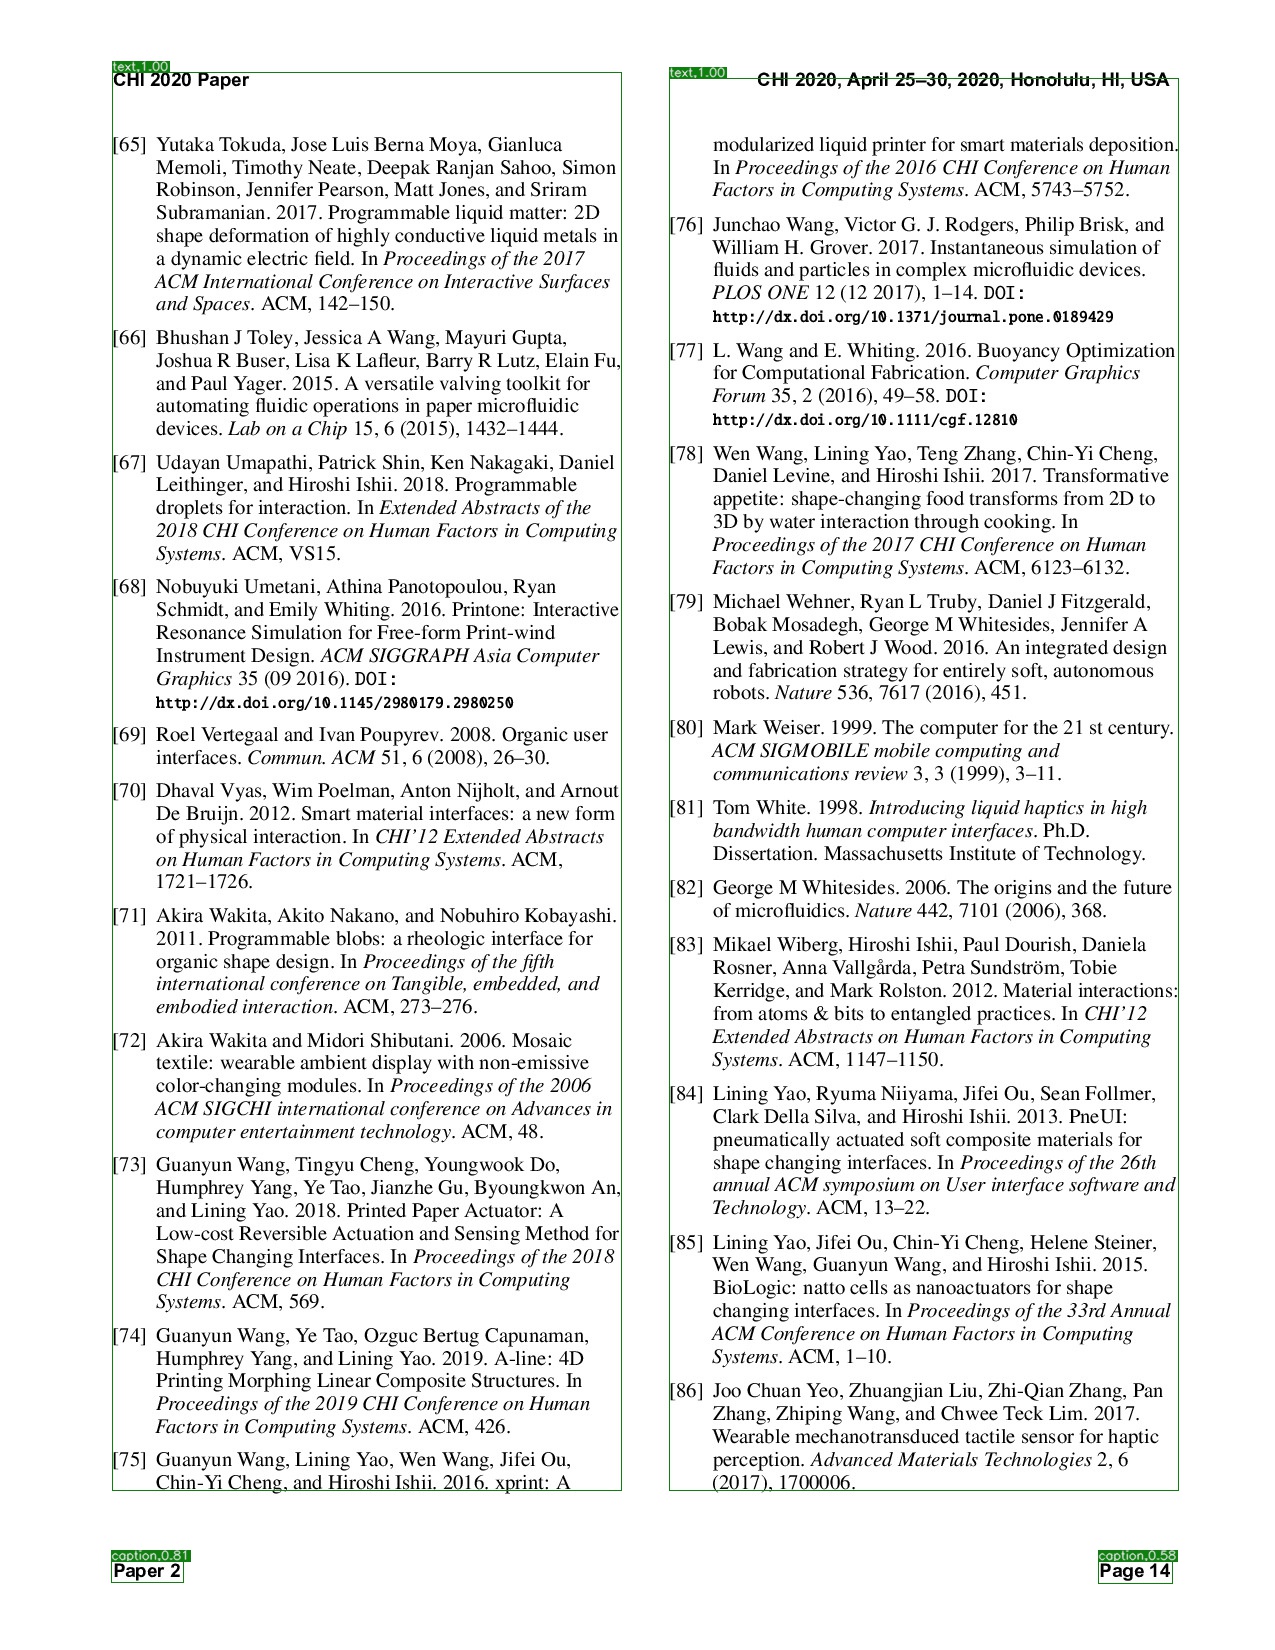 text,1.00
CHI 2020 Paper
text,1.00
CHI 2020, April 25–30, 2020, Honolulu, HI, USA
[65] Yutaka Tokuda, Jose Luis Berna Moya, Gianluca
Memoli, Timothy Neate, Deepak Ranjan Sahoo, Simon
Robinson, Jennifer Pearson, Matt Jones, and Sriram
Subramanian. 2017. Programmable liquid matter: 2D
shape deformation of highly conductive liquid metals in
a dynamic electric field. In Proceedings of the 2017
ACM International Conference on Interactive Surfaces
and Spaces. ACM, 142–150.
[66] Bhushan J Toley, Jessica A Wang, Mayuri Gupta,
Joshua R Buser, Lisa K Lafleur, Barry R Lutz, Elain Fu,
and Paul Yager. 2015. A versatile valving toolkit for
automating fluidic operations in paper microfluidic
devices. Lab on a Chip 15, 6 (2015), 1432–1444.
[67] Udayan Umapathi, Patrick Shin, Ken Nakagaki, Daniel
Leithinger, and Hiroshi Ishii. 2018. Programmable
droplets for interaction. In Extended Abstracts of the
2018 CHI Conference on Human Factors in Computing
Systems. ACM, VS15.
[68] Nobuyuki Umetani, Athina Panotopoulou, Ryan
Schmidt, and Emily Whiting. 2016. Printone: Interactive
Resonance Simulation for Free-form Print-wind
Instrument Design. ACM SIGGRAPH Asia Computer
Graphics 35 (09 2016). DOI:
http://dx.doi.org/10.1145/2980179.2980250
[69] Roel Vertegaal and Ivan Poupyrev. 2008. Organic user
interfaces. Commun. ACM 51, 6 (2008), 26–30.
[70] Dhaval Vyas, Wim Poelman, Anton Nijholt, and Arnout
De Bruijn. 2012. Smart material interfaces: a new form
of physical interaction. In CHI'12 Extended Abstracts
on Human Factors in Computing Systems. ACM,
1721–1726.
[71] Akira Wakita, Akito Nakano, and Nobuhiro Kobayashi.
2011. Programmable blobs: a rheologic interface for
organic shape design. In Proceedings of the fifth
international conference on Tangible, embedded, and
embodied interaction. ACM, 273–276.
[72] Akira Wakita and Midori Shibutani. 2006. Mosaic
textile: wearable ambient display with non-emissive
color-changing modules. In Proceedings of the 2006
ACM SIGCHI international conference on Advances in
computer entertainment technology. ACM, 48.
[73] Guanyun Wang, Tingyu Cheng, Youngwook Do,
Humphrey Yang, Ye Tao, Jianzhe Gu, Byoungkwon An,
and Lining Yao. 2018. Printed Paper Actuator: A
Low-cost Reversible Actuation and Sensing Method for
Shape Changing Interfaces. In Proceedings of the 2018
CHI Conference on Human Factors in Computing
Systems. ACM, 569.
[74] Guanyun Wang, Ye Tao, Ozguc Bertug Capunaman,
Humphrey Yang, and Lining Yao. 2019. A-line: 4D
Printing Morphing Linear Composite Structures. In
Proceedings of the 2019 CHI Conference on Human
Factors in Computing Systems. ACM, 426.
[75] Guanyun Wang, Lining Yao, Wen Wang, Jifei Ou,
Chin-Yi Cheng, and Hiroshi Ishii. 2016. xprint: A
modularized liquid printer for smart materials deposition.
In Proceedings of the 2016 CHI Conference on Human
Factors in Computing Systems. ACM, 5743–5752.
[76] Junchao Wang, Victor G. J. Rodgers, Philip Brisk, and
William H. Grover. 2017. Instantaneous simulation of
fluids and particles in complex microfluidic devices.
PLOS ONE 12 (12 2017), 1–14. DOI:
http://dx.doi.org/10.1371/journal.pone.0189429
[77] L. Wang and E. Whiting. 2016. Buoyancy Optimization
for Computational Fabrication. Computer Graphics
Forum 35, 2 (2016), 49–58. DOI:
http://dx.doi.org/10.1111/cgf.12810
[78] Wen Wang, Lining Yao, Teng Zhang, Chin-Yi Cheng,
Daniel Levine, and Hiroshi Ishii. 2017. Transformative
appetite: shape-changing food transforms from 2D to
3D by water interaction through cooking. In
Proceedings of the 2017 CHI Conference on Human
Factors in Computing Systems. ACM, 6123–6132.
[79] Michael Wehner, Ryan L Truby, Daniel J Fitzgerald,
Bobak Mosadegh, George M Whitesides, Jennifer A
Lewis, and Robert J Wood. 2016. An integrated design
and fabrication strategy for entirely soft, autonomous
robots. Nature 536, 7617 (2016), 451.
[80] Mark Weiser. 1999. The computer for the 21 st century.
ACM SIGMOBILE mobile computing and
communications review 3, 3 (1999), 3–11.
[81] Tom White. 1998. Introducing liquid haptics in high
bandwidth human computer interfaces. Ph.D.
Dissertation. Massachusetts Institute of Technology.
[82] George M Whitesides. 2006. The origins and the future
of microfluidics. Nature 442, 7101 (2006), 368.
[83] Mikael Wiberg, Hiroshi Ishii, Paul Dourish, Daniela
Rosner, Anna Vallgårda, Petra Sundström, Tobie
Kerridge, and Mark Rolston. 2012. Material interactions:
from atoms & bits to entangled practices. In CHI'12
Extended Abstracts on Human Factors in Computing
Systems. ACM, 1147–1150.
[84] Lining Yao, Ryuma Niiyama, Jifei Ou, Sean Follmer,
Clark Della Silva, and Hiroshi Ishii. 2013. PneUI:
pneumatically actuated soft composite materials for
shape changing interfaces. In Proceedings of the 26th
annual ACM symposium on User interface software and
Technology. ACM, 13–22.
[85] Lining Yao, Jifei Ou, Chin-Yi Cheng, Helene Steiner,
Wen Wang, Guanyun Wang, and Hiroshi Ishii. 2015.
BioLogic: natto cells as nanoactuators for shape
changing interfaces. In Proceedings of the 33rd Annual
ACM Conference on Human Factors in Computing
Systems. ACM, 1–10.
[86] Joo Chuan Yeo, Zhuangjian Liu, Zhi-Qian Zhang, Pan
Zhang, Zhiping Wang, and Chwee Teck Lim. 2017.
Wearable mechanotransduced tactile sensor for haptic
perception. Advanced Materials Technologies 2, 6
(2017), 1700006.
caption,0.81
Paper 2
caption,0.58
Page 14